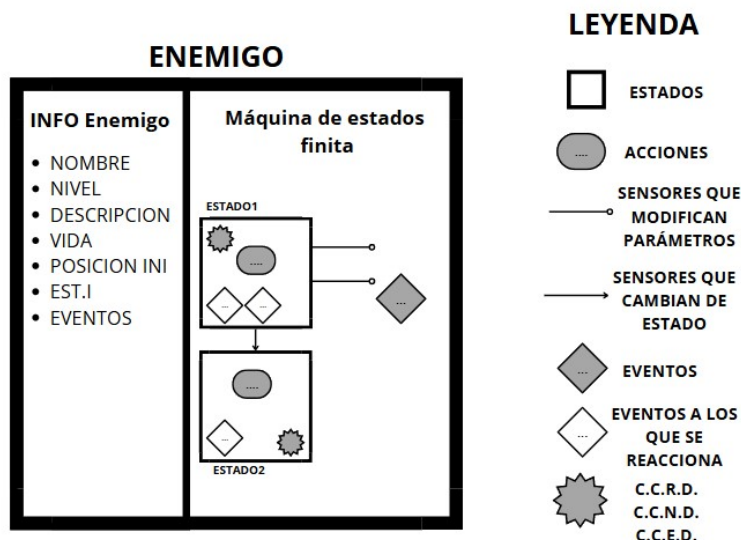 ENEMIGO
INFO Enemigo
• NOMBRE
• NIVEL
• DESCRIPCION
• VIDA
• POSICION INI
• EST.I
• EVENTOS
Máquina de estados
finita
ESTADO1
....
...
...
...
....
...
ESTADO2
LEYENDA
ESTADOS
....
ACCIONES
SENSORES QUE
MODIFICAN
PARÁMETROS
SENSORES QUE
CAMBIAN DE
ESTADO
...
EVENTOS
...
EVENTOS A LOS
QUE SE
REACCIONA
C.C.R.D.
C.C.N.D.
C.C.E.D.